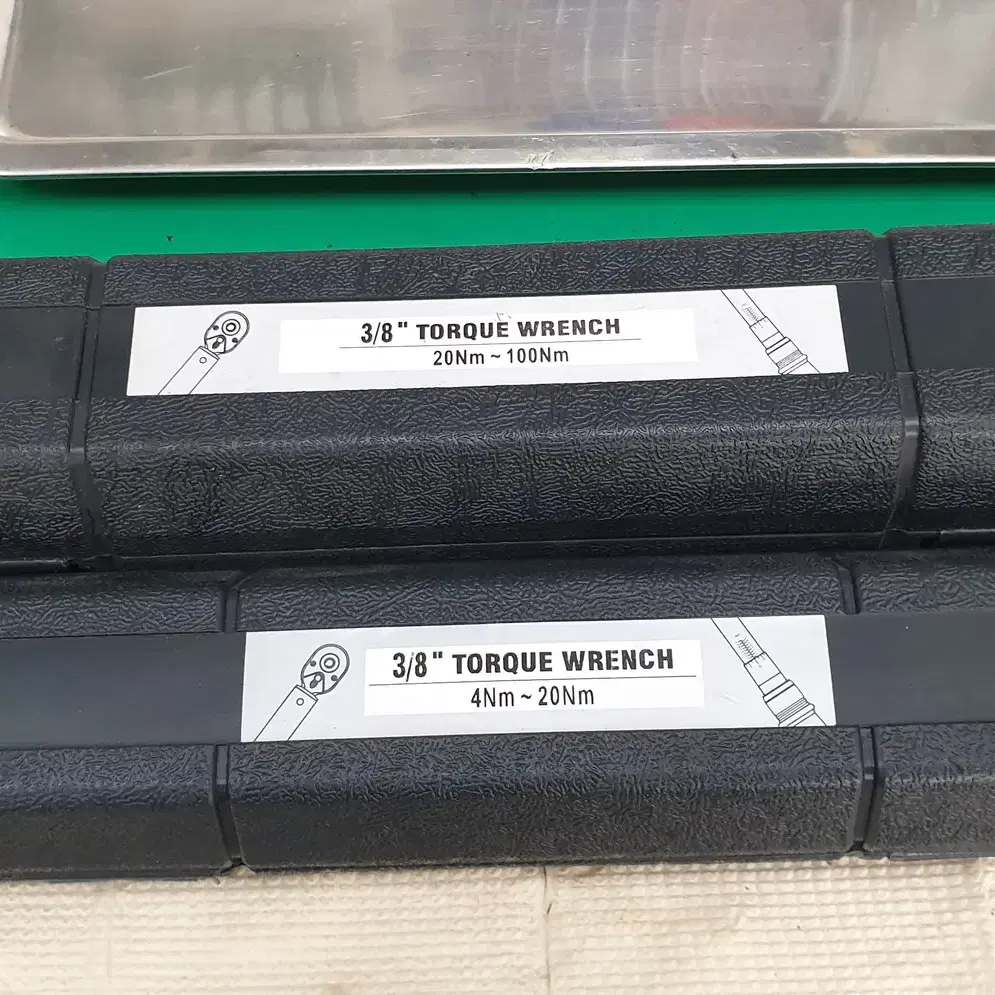 3/8" TORQUE WRENCH
20Nm ~ 100Nm
3/8" TORQUE WRENCH
4Nm ~ 20Nm